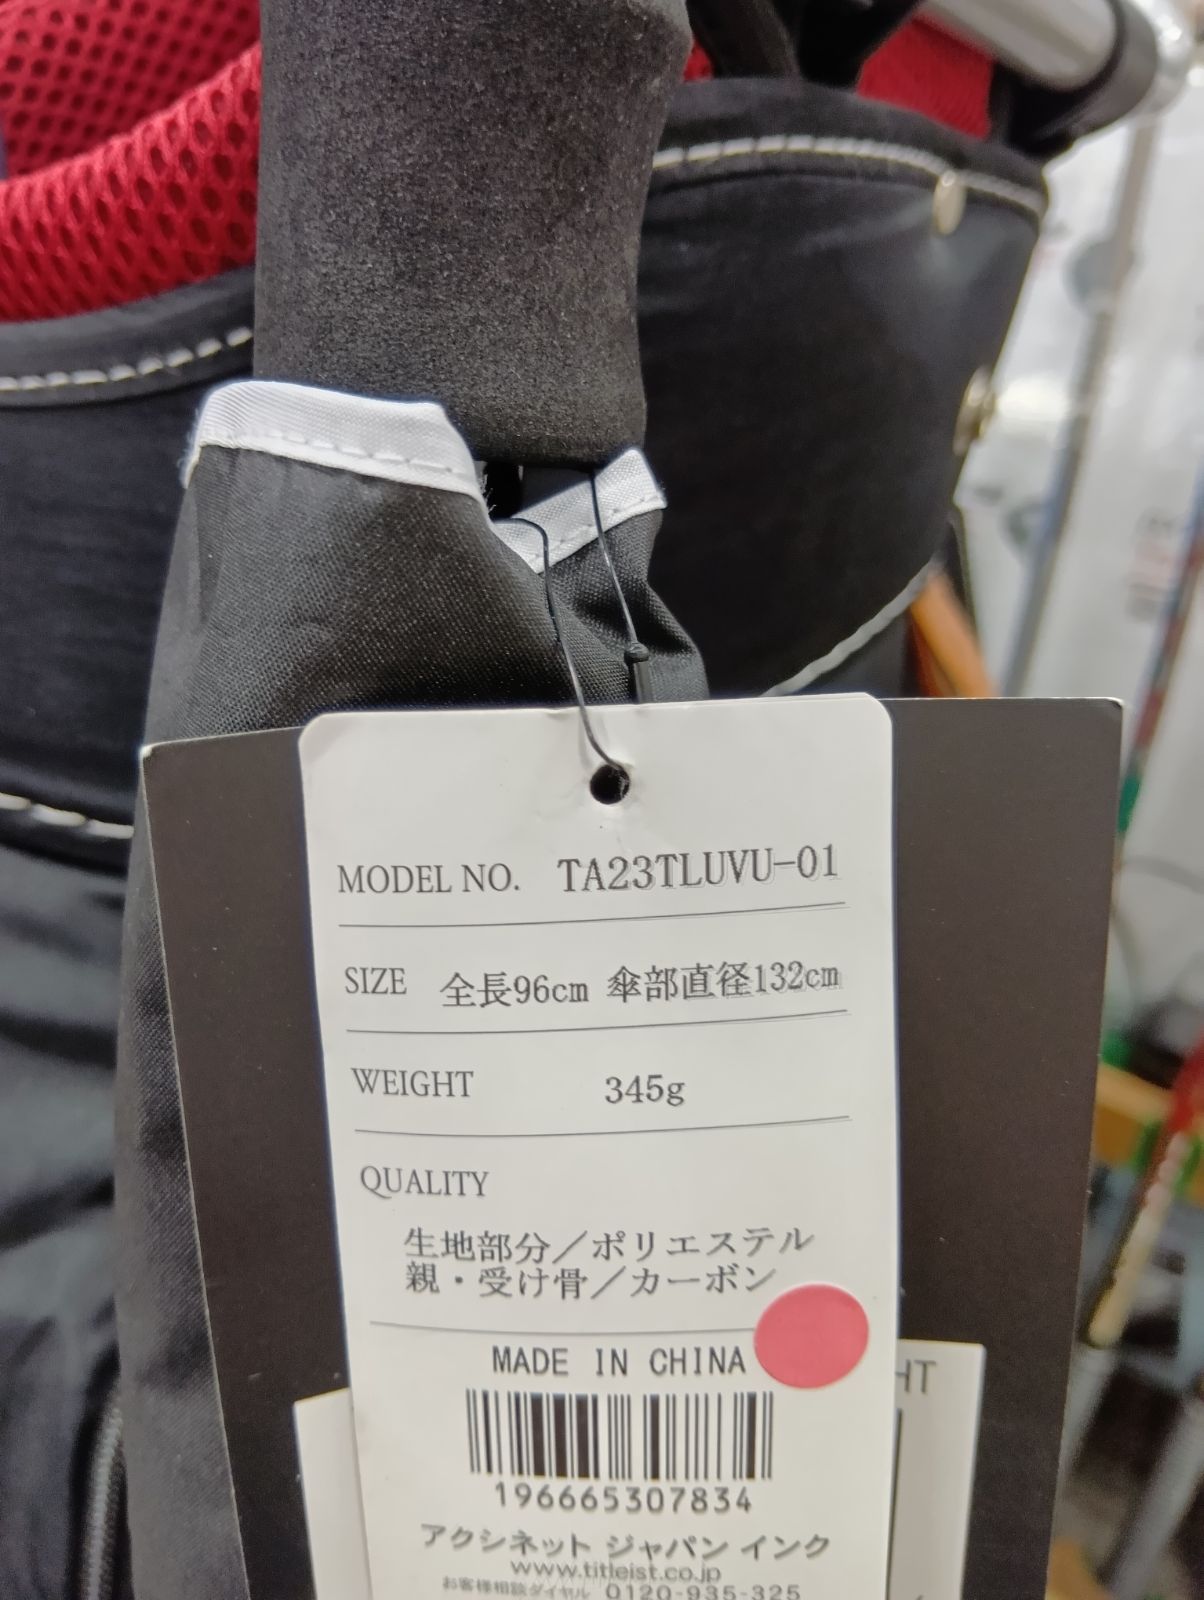 MODEL NO. TA23TLUVU-01
SIZE 全長96cm 傘部直径132cm
WEIGHT 345g
QUALITY
生地部分/ポリエステル
親・受け骨/カーボン
MADE IN CHINA
HT
196665307834
アクシネット ジャパン インク
www.titleist.co.jp
お客様相談ダイヤル 0120-935-325